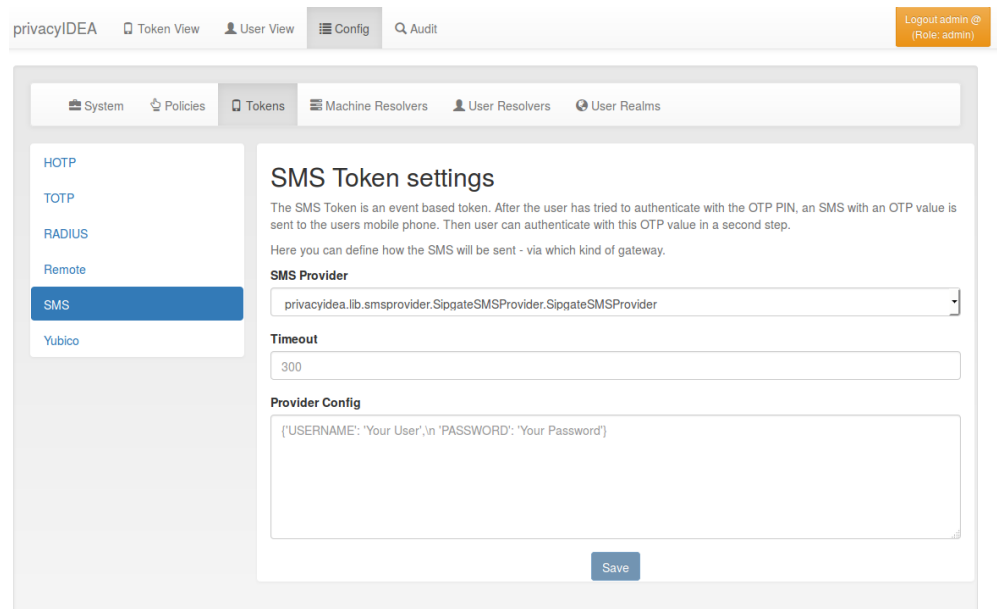 privacyIDEA Token View User View Config Audit Logout admin @
(Role: admin)
System Policies Tokens Machine Resolvers User Resolvers User Realms
HOTP
TOTP
RADIUS
Remote
SMS
Yubico
SMS Token settings
The SMS Token is an event based token. After the user has tried to authenticate with the OTP PIN, an SMS with an OTP value is
sent to the users mobile phone. Then user can authenticate with this OTP value in a second step.
Here you can define how the SMS will be sent - via which kind of gateway.
SMS Provider
privacyidea.lib.smsprovider.SipgateSMSProvider.SipgateSMSProvider
Timeout
300
Provider Config
{'USERNAME': 'Your User',\n 'PASSWORD': 'Your Password'}
Save